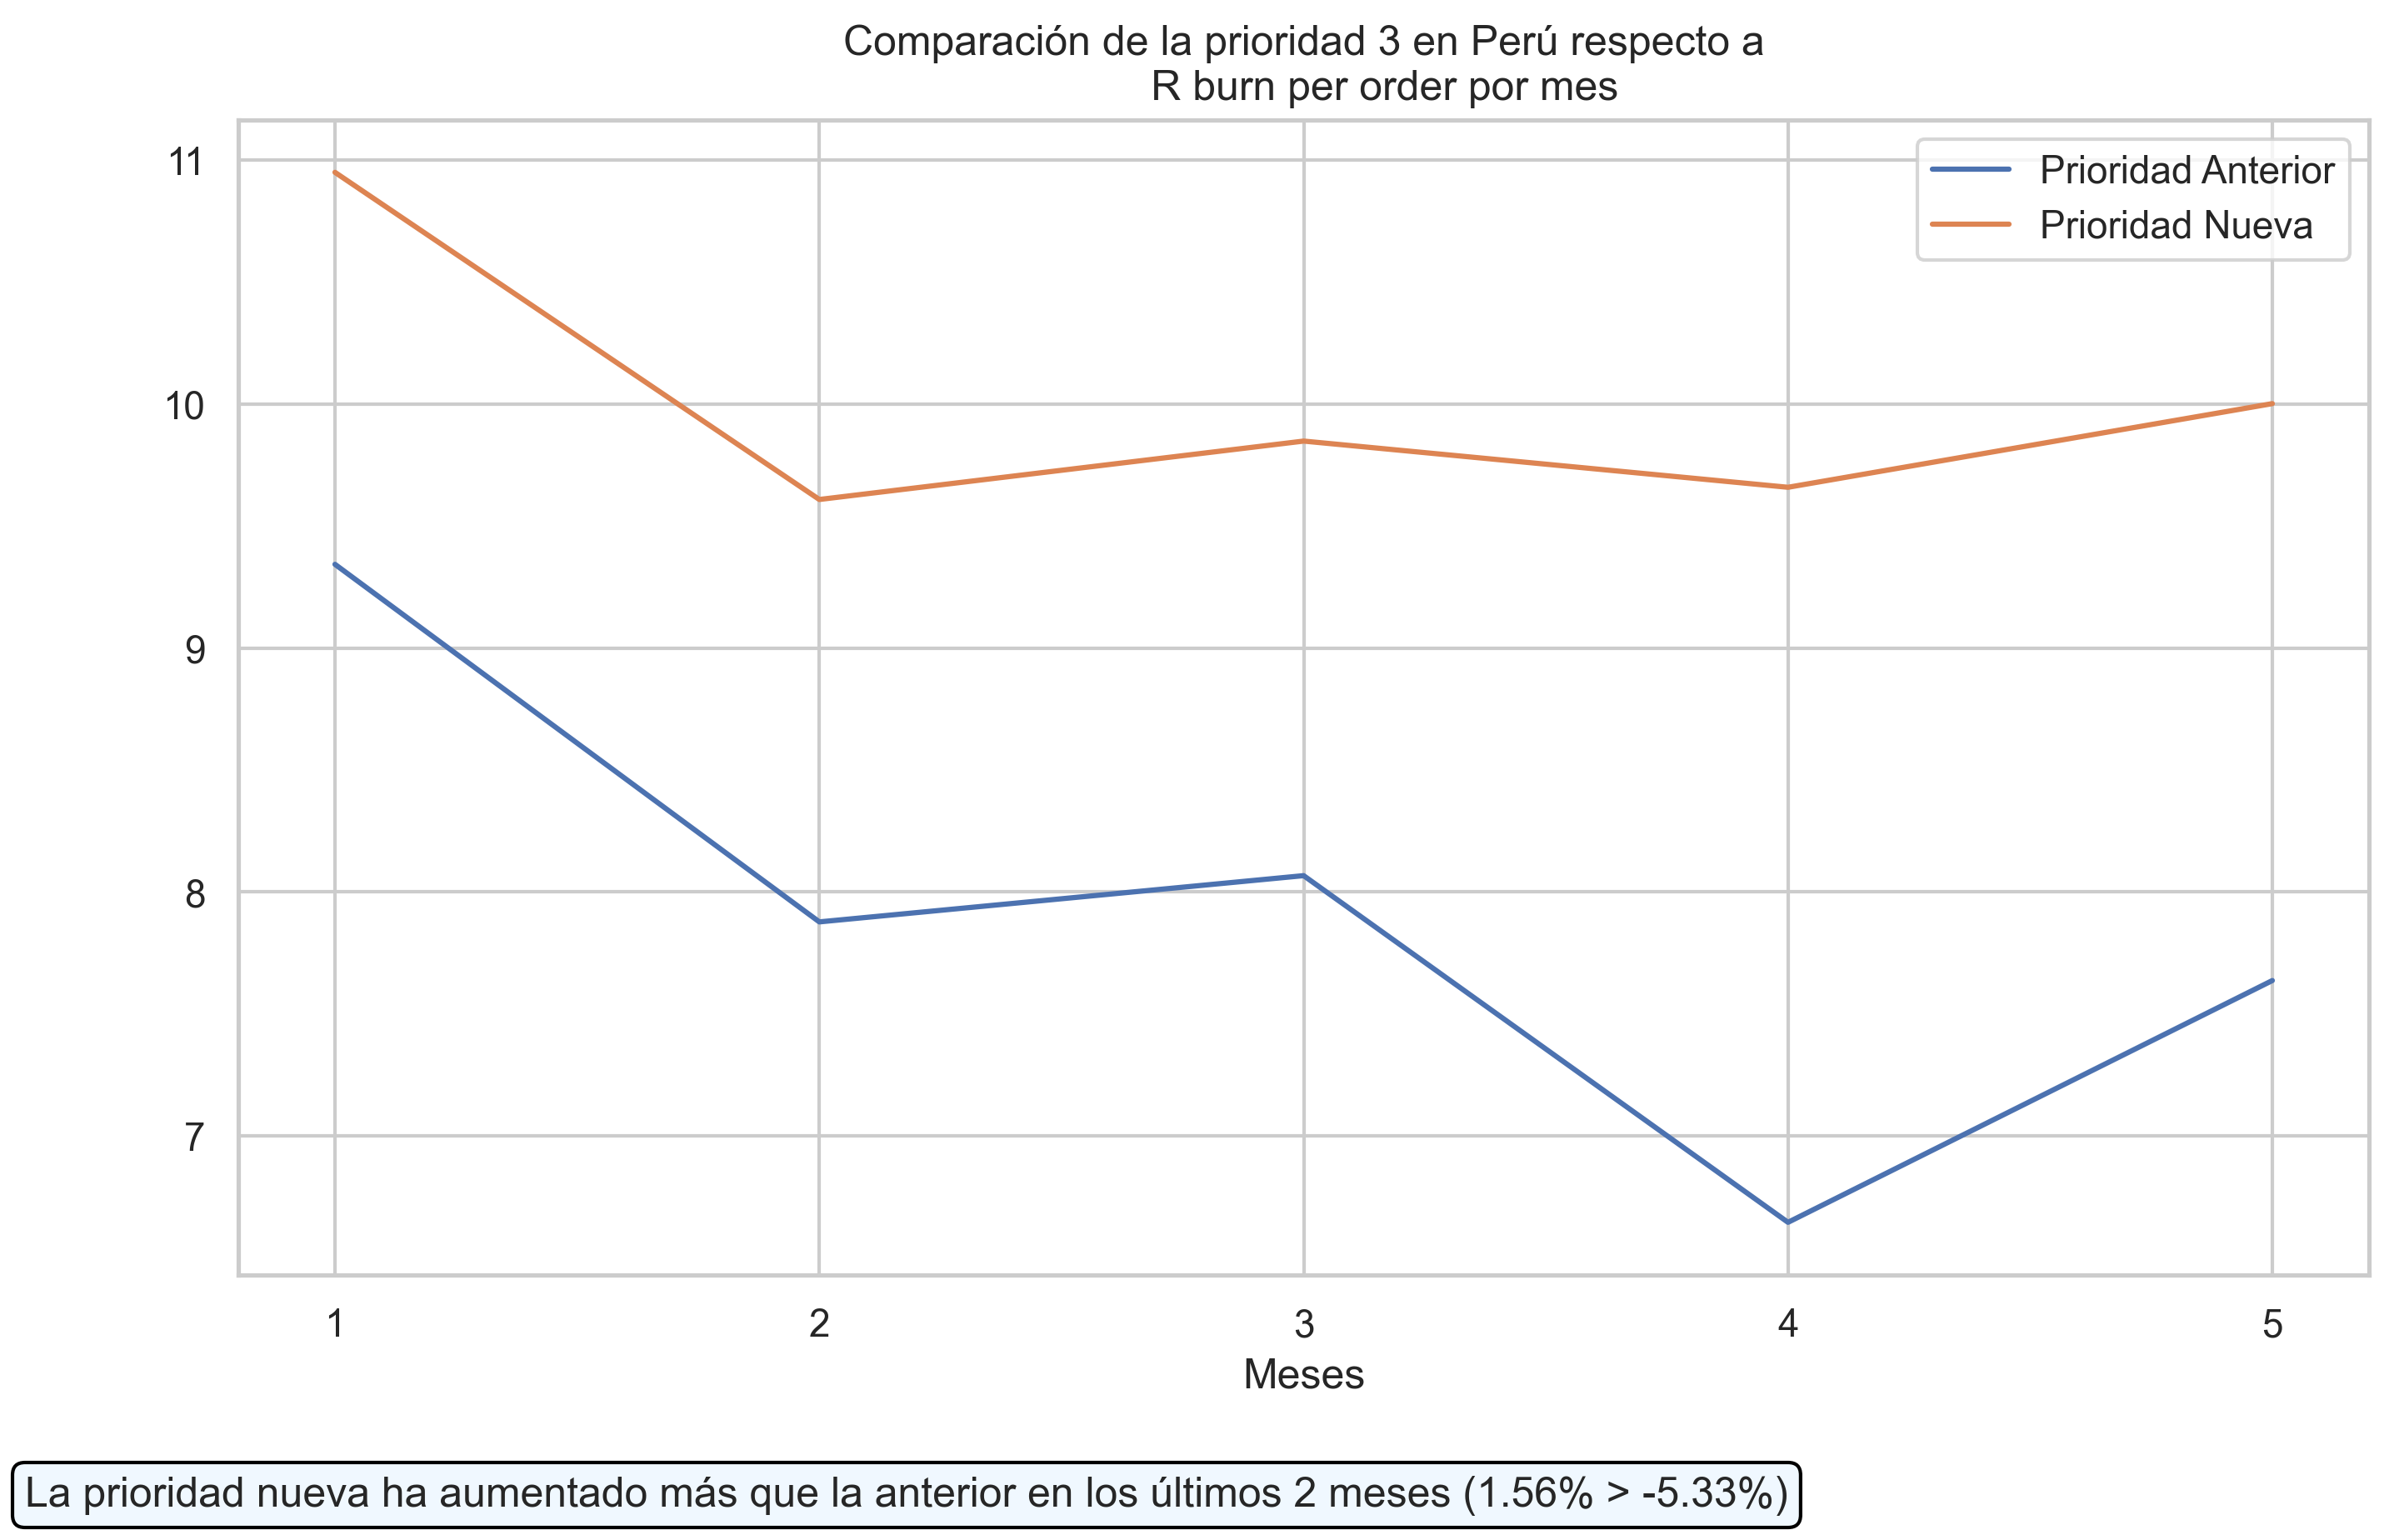 Comparación de la prioridad 3 en Perú respecto a
R burn per order por mes
11
10
9
8
7
Prioridad Anterior
Prioridad Nueva
1 2 3 4 5
Meses
La prioridad nueva ha aumentado más que la anterior en los últimos 2 meses (1.56% > -5.33%)